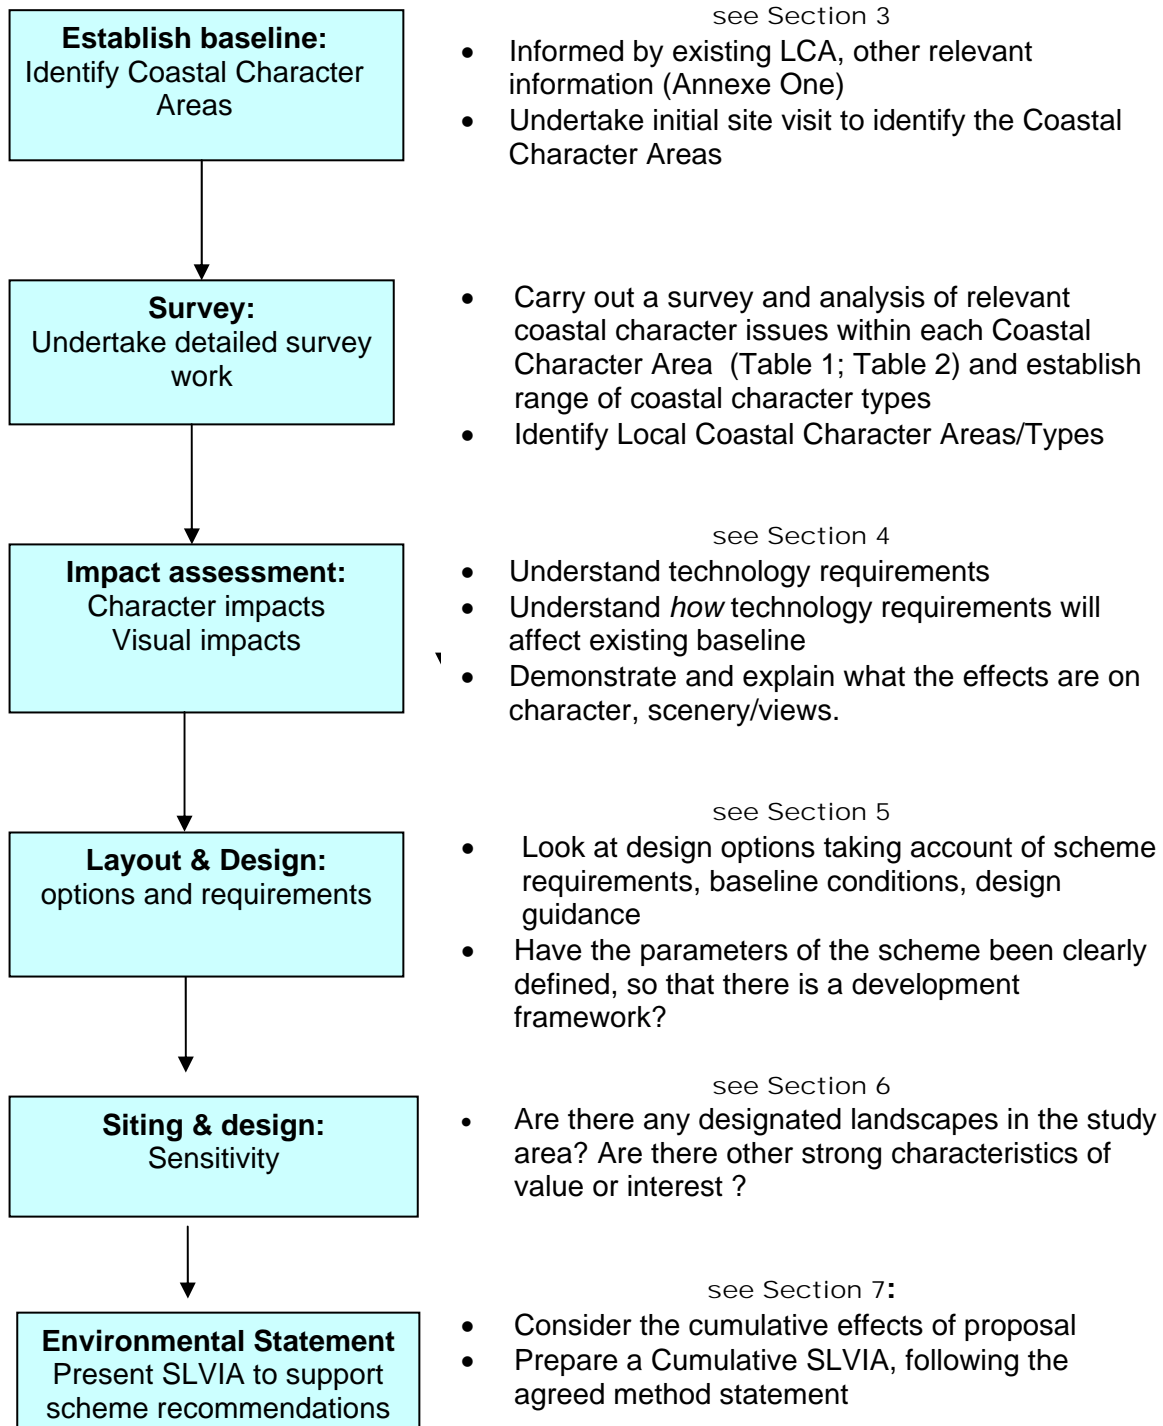 Establish baseline:
Identify Coastal Character
Areas
see Section 3
• Informed by existing LCA, other relevant
information (Annexe One)
• Undertake initial site visit to identify the Coastal
Character Areas
Survey:
Undertake detailed survey
work
• Carry out a survey and analysis of relevant
coastal character issues within each Coastal
Character Area (Table 1; Table 2) and establish
range of coastal character types
• Identify Local Coastal Character Areas/Types
Impact assessment:
Character impacts
Visual impacts
see Section 4
• Understand technology requirements
• Understand how technology requirements will
affect existing baseline
• Demonstrate and explain what the effects are on
character, scenery/views.
Layout & Design:
options and requirements
see Section 5
• Look at design options taking account of scheme
requirements, baseline conditions, design
guidance
• Have the parameters of the scheme been clearly
defined, so that there is a development
framework?
Siting & design:
Sensitivity
see Section 6
• Are there any designated landscapes in the study
area? Are there other strong characteristics of
value or interest ?
Environmental Statement
Present SLVIA to support
scheme recommendations
see Section 7:
• Consider the cumulative effects of proposal
• Prepare a Cumulative SLVIA, following the
agreed method statement